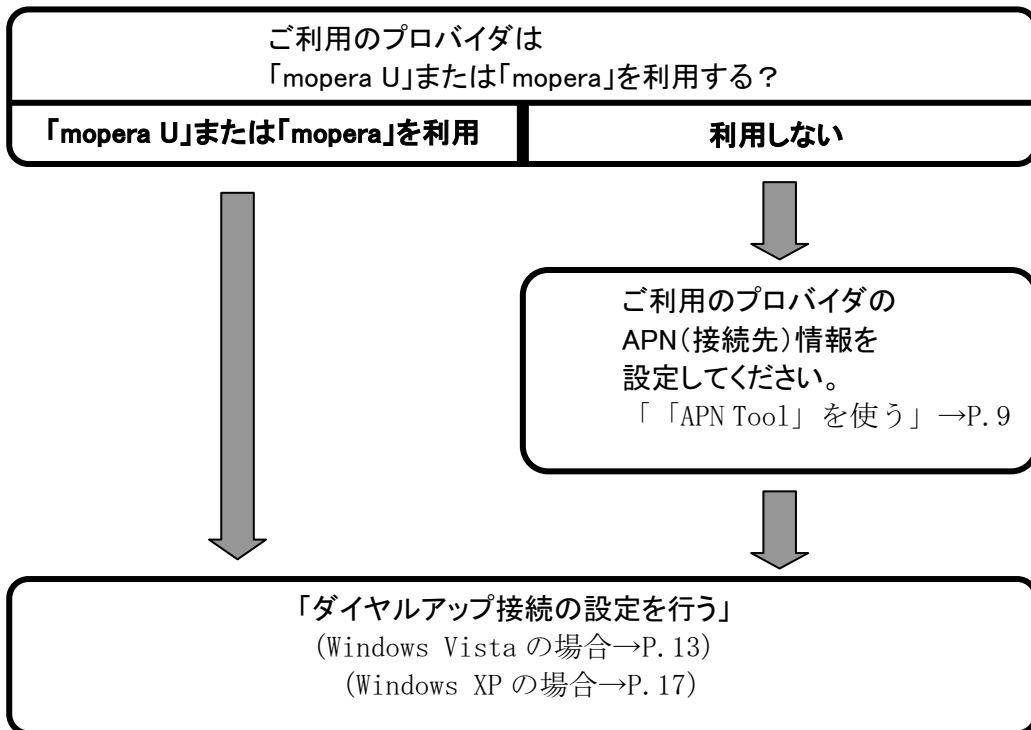 ご利用のプロバイダは
「mopera U」または「mopera」を利用する？
「mopera U」または「mopera」を利用
利用しない
ご利用のプロバイダの
APN（接続先）情報を
設定してください。
「「APN Tool」を使う」→P.9
「ダイヤルアップ接続の設定を行う」
(Windows Vista の場合→P.13)
(Windows XP の場合→P.17)